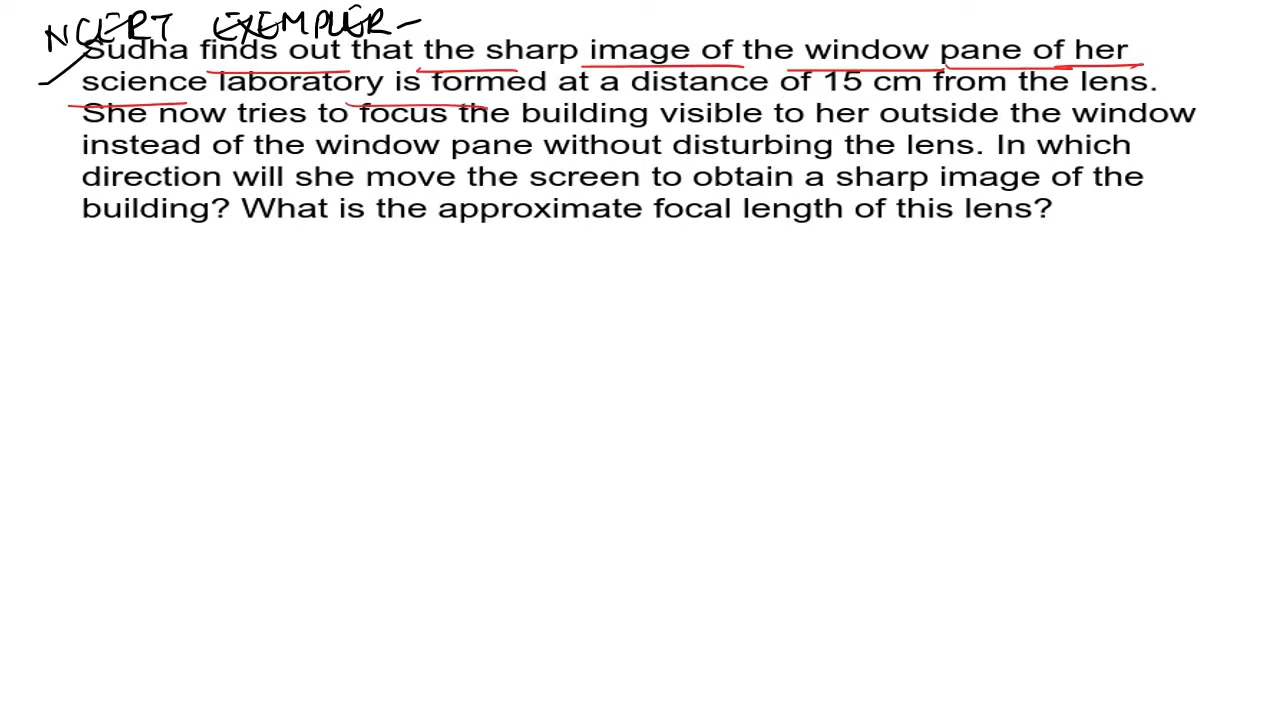 NCERT EXEMPLER -
Sudha finds out that the sharp image of the window pane of her
science laboratory is formed at a distance of 15 cm from the lens.
She now tries to focus the building visible to her outside the window
instead of the window pane without disturbing the lens. In which
direction will she move the screen to obtain a sharp image of the
building? What is the approximate focal length of this lens?